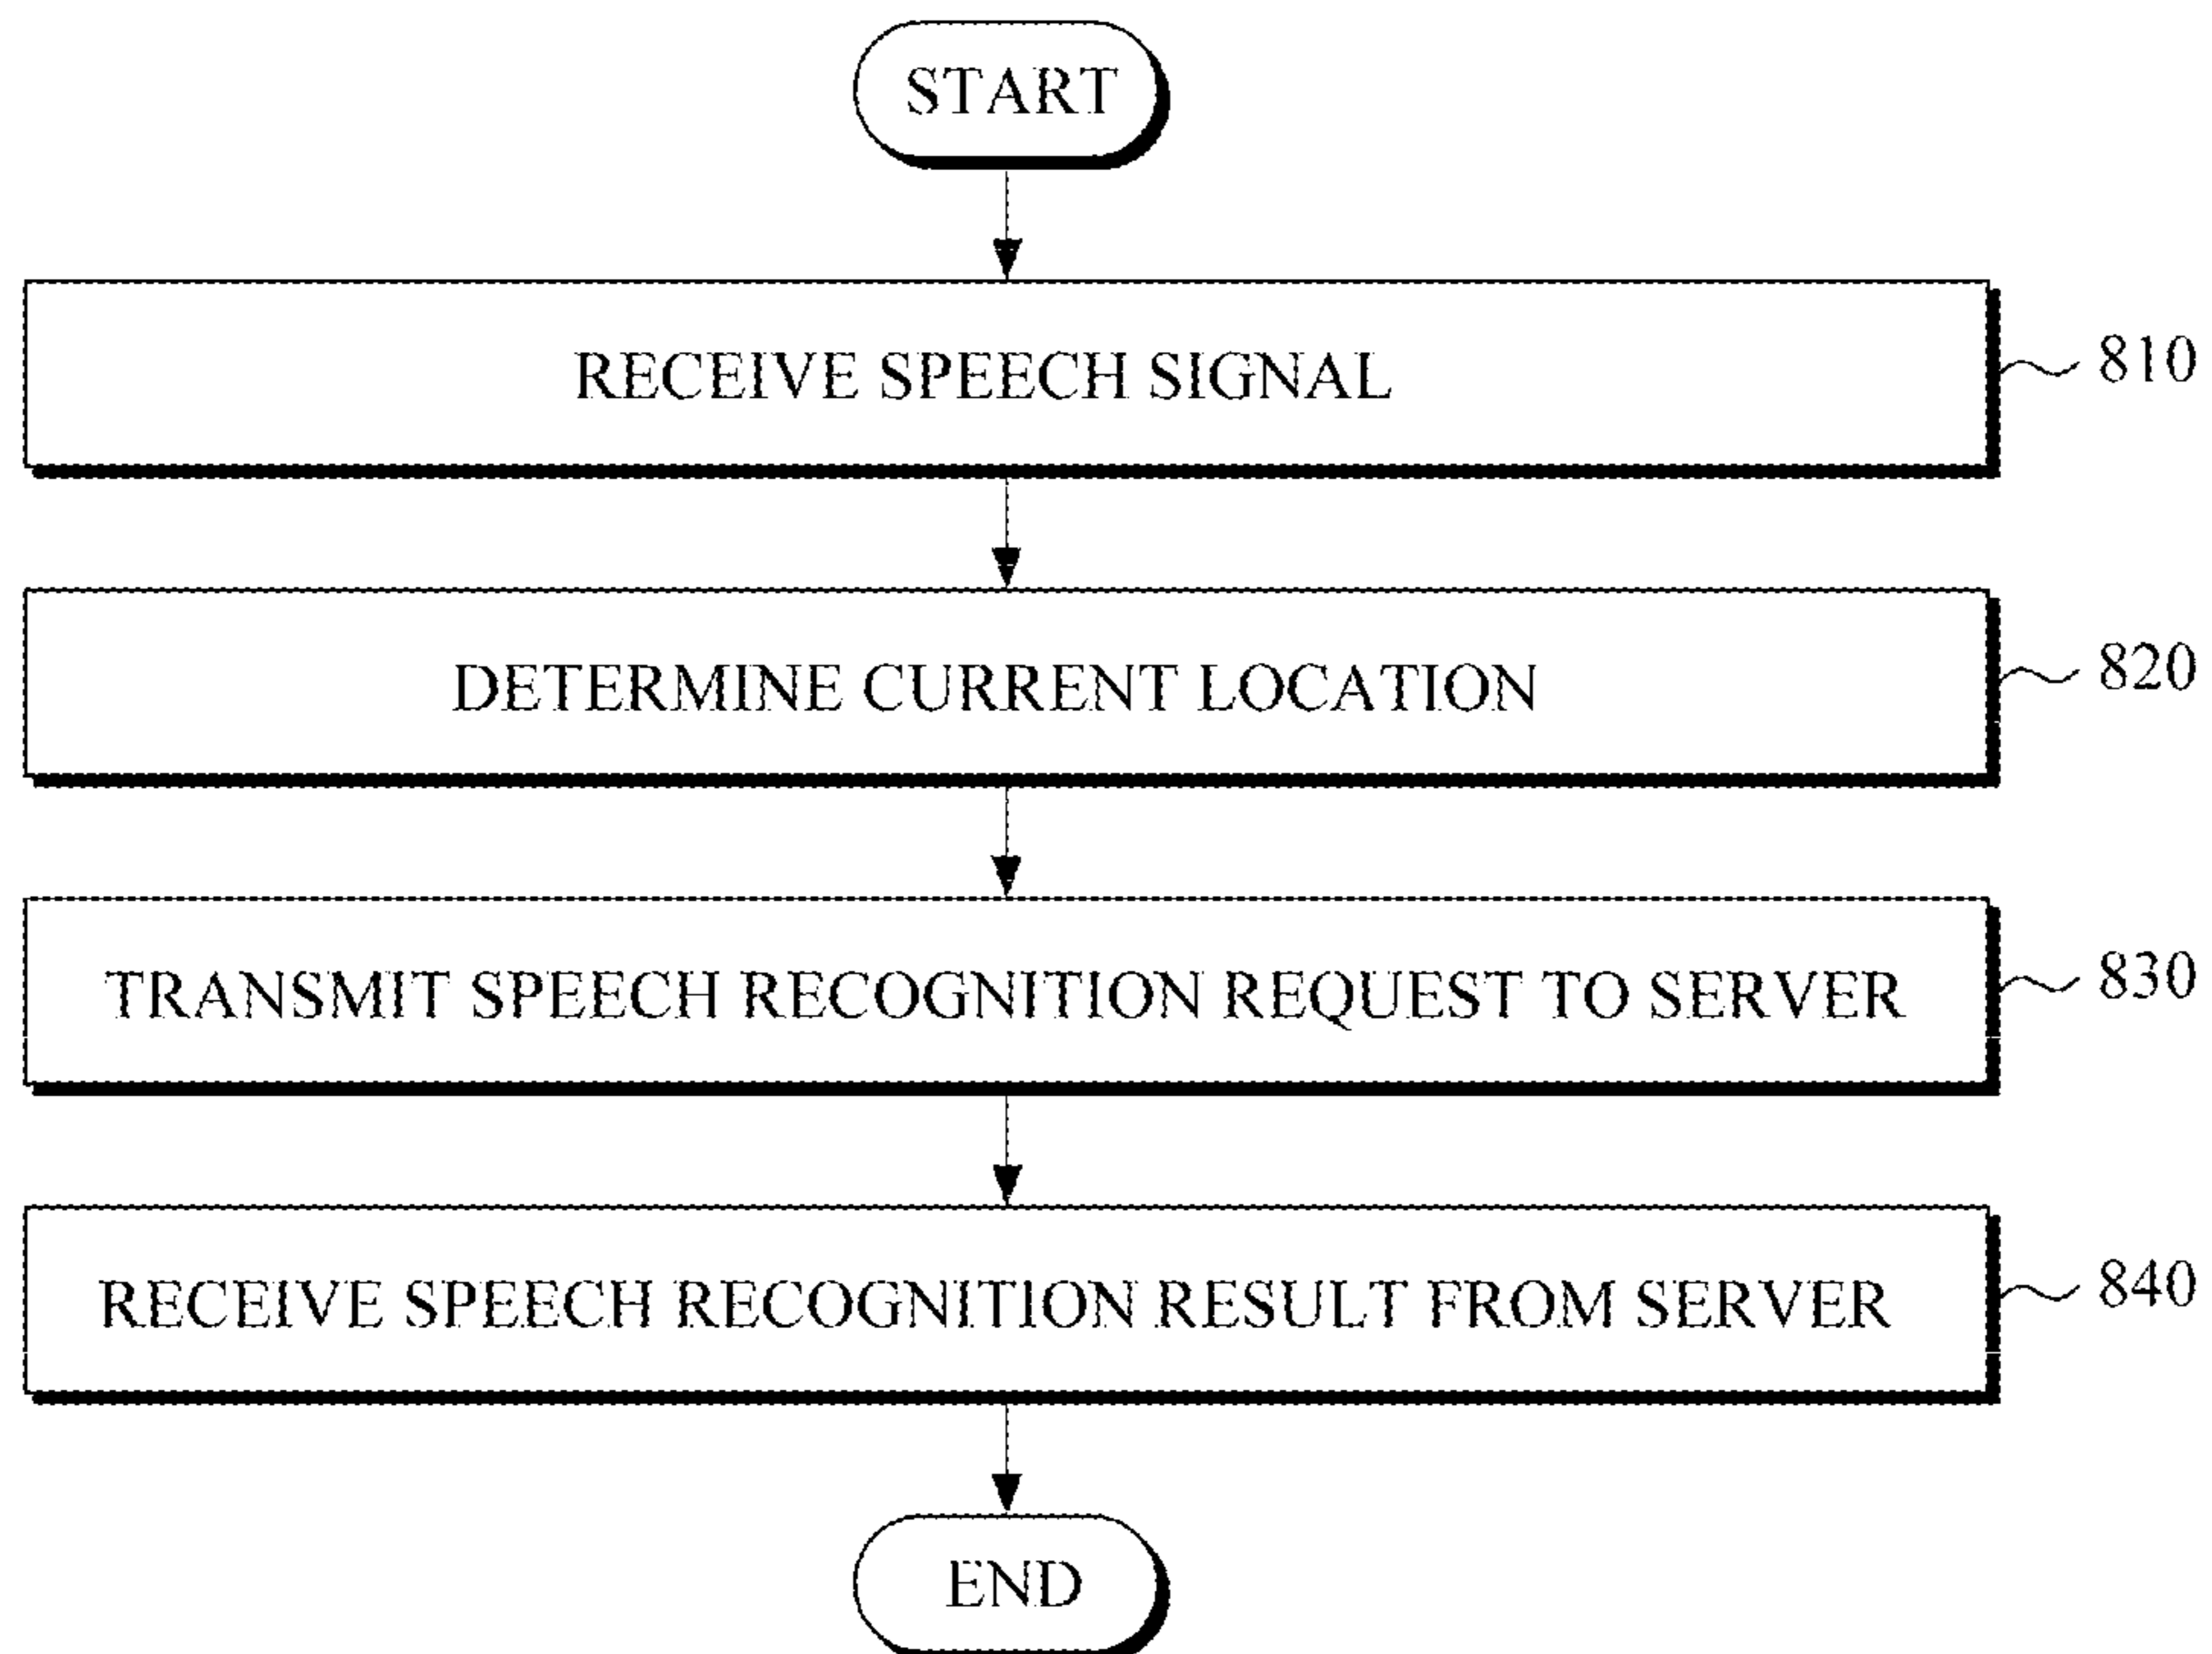 START
RECEIVE SPEECH SIGNAL
810
DETERMINE CURRENT LOCATION
820
TRANSMIT SPEECH RECOGNITION REQUEST TO SERVER
830
RECEIVE SPEECH RECOGNITION RESULT FROM SERVER
840
END